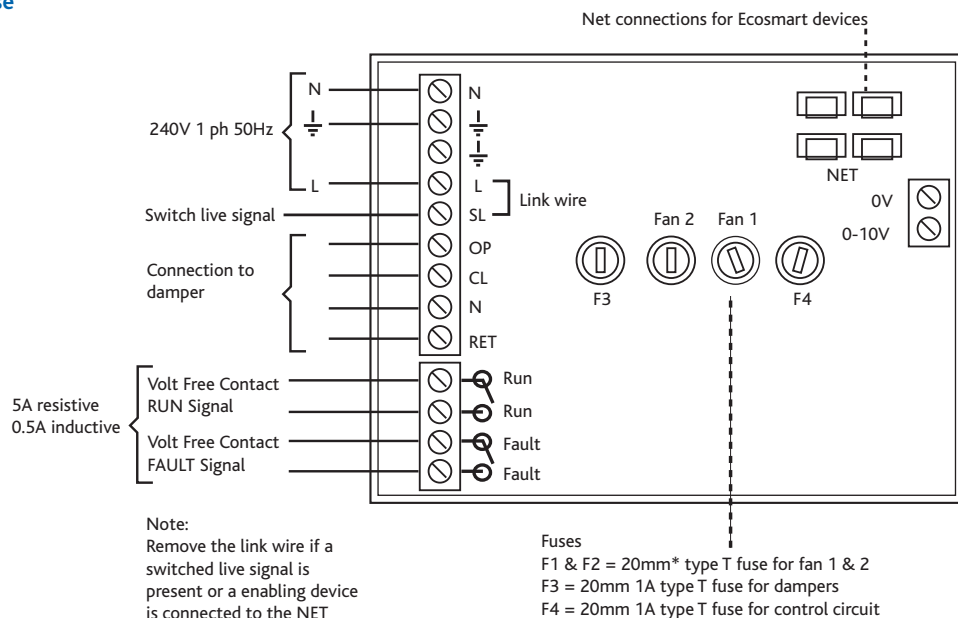 se
Net connections for Ecosmart devices
N
240V 1 ph 50Hz
L
Switch live signal
Connection to
damper
N
L
SL
Link wire
OP
CL
N
RET
NET
0V
0-10V
Fan 2
Fan 1
F3
F4
5A resistive
0.5A inductive
Volt Free Contact
RUN Signal
Volt Free Contact
FAULT Signal
Run
Run
Fault
Fault
Note:
Remove the link wire if a
switched live signal is
present or a enabling device
is connected to the NET
Fuses
F1 & F2 = 20mm* type T fuse for fan 1 & 2
F3 = 20mm 1A type T fuse for dampers
F4 = 20mm 1A type T fuse for control circuit